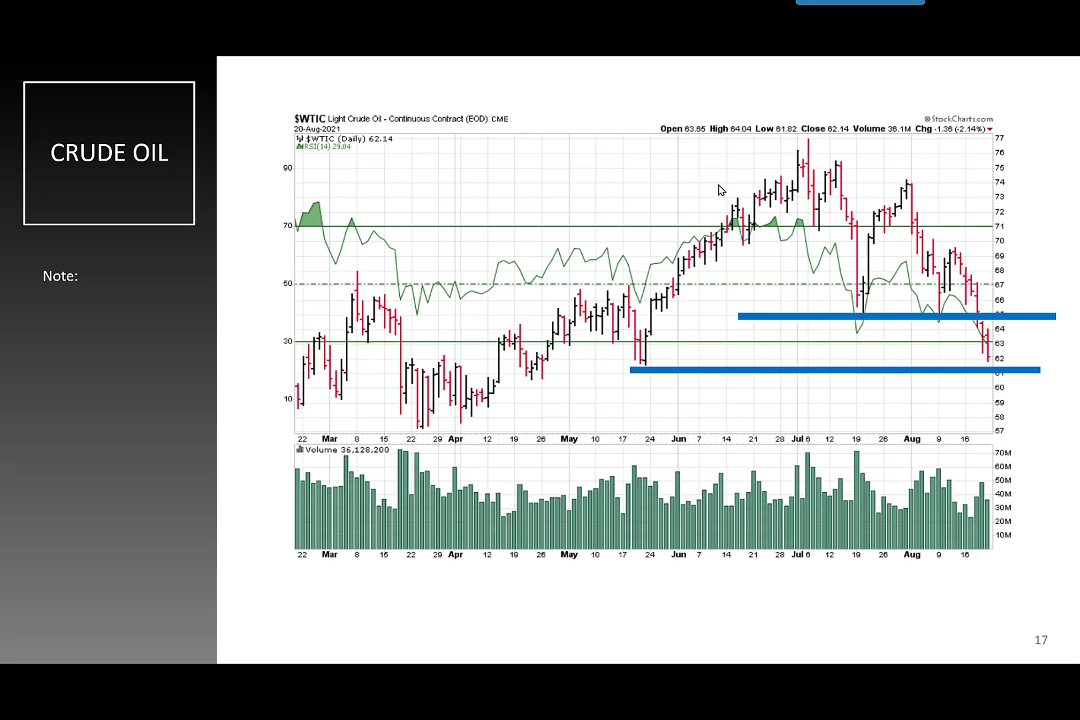 CRUDE OIL
Note:
$WTIC Light Crude Oil - Continuous Contract (EOD) CME
© StockCharts.com
20-Aug-2021
Open 63.65 High 64.04 Low 61.82 Close 62.14 Volume 36.1M Chg -1.36 (-2.14%)
$WTIC (Daily) 62.14
RSI(14) 29.04
90
70
50
30
10
77
76
75
74
73
72
71
70
69
68
67
66
64
63
62
61
60
59
58
57
22 Mar 8 15 22 29 Apr 12 19 26 May 10 17 24 Jun 7 14 21 28 Jul 6 12 19 26 Aug 9 16
Volume 36,128,200
70M
60M
50M
40M
30M
20M
10M
22 Mar 8 15 22 29 Apr 12 19 26 May 10 17 24 Jun 7 14 21 28 Jul 6 12 19 26 Aug 9 16
17